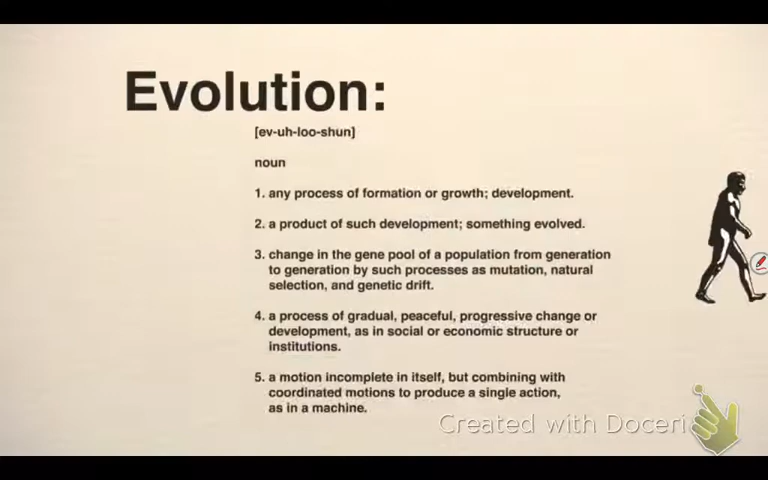 Evolution:
[ev-uh-loo-shun]
noun
1. any process of formation or growth; development.
2. a product of such development; something evolved.
3. change in the gene pool of a population from generation
to generation by such processes as mutation, natural
selection, and genetic drift.
4. a process of gradual, peaceful, progressive change or
development, as in social or economic structure or
institutions.
5. a motion incomplete in itself, but combining with
coordinated motions to produce a single action,
as in a machine.
Created with Doceri